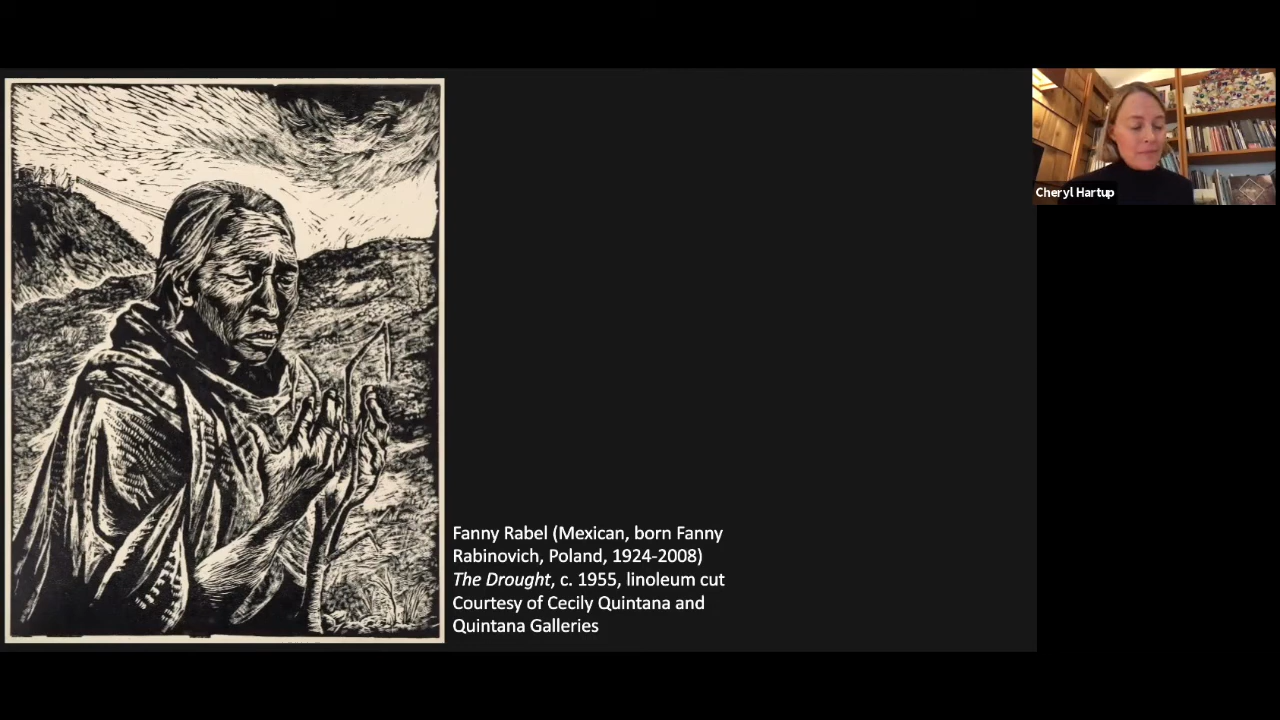 Cheryl Hartup
Fanny Rabel (Mexican, born Fanny
Rabinovich, Poland, 1924-2008)
The Drought, c. 1955, linoleum cut
Courtesy of Cecily Quintana and
Quintana Galleries